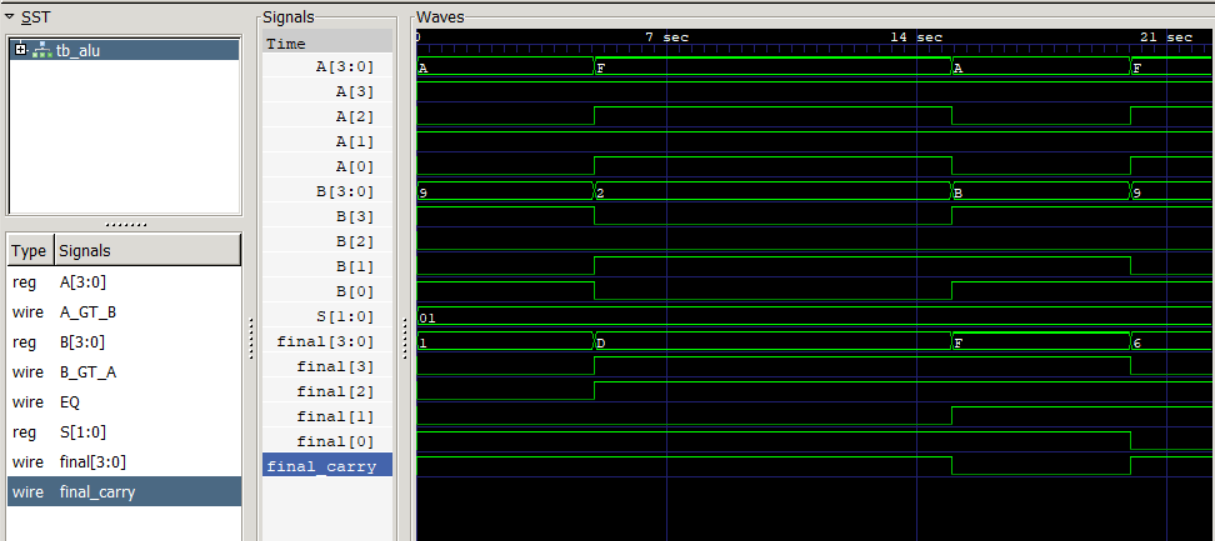 SST
tb_alu
Type Signals
reg A[3:0]
wire A_GT_B
reg B[3:0]
wire B_GT_A
wire EQ
reg S[1:0]
wire final[3:0]
wire final_carry
Signals
Time
A[3:0]
A[3]
A[2]
A[1]
A[0]
B[3:0]
B[3]
B[2]
B[1]
B[0]
S[1:0]
final[3:0]
final[3]
final[2]
final[1]
final[0]
final_carry
Waves
0 7 sec 14 sec 21 sec
A F A F
9 2 B 9
01
1 D F 6